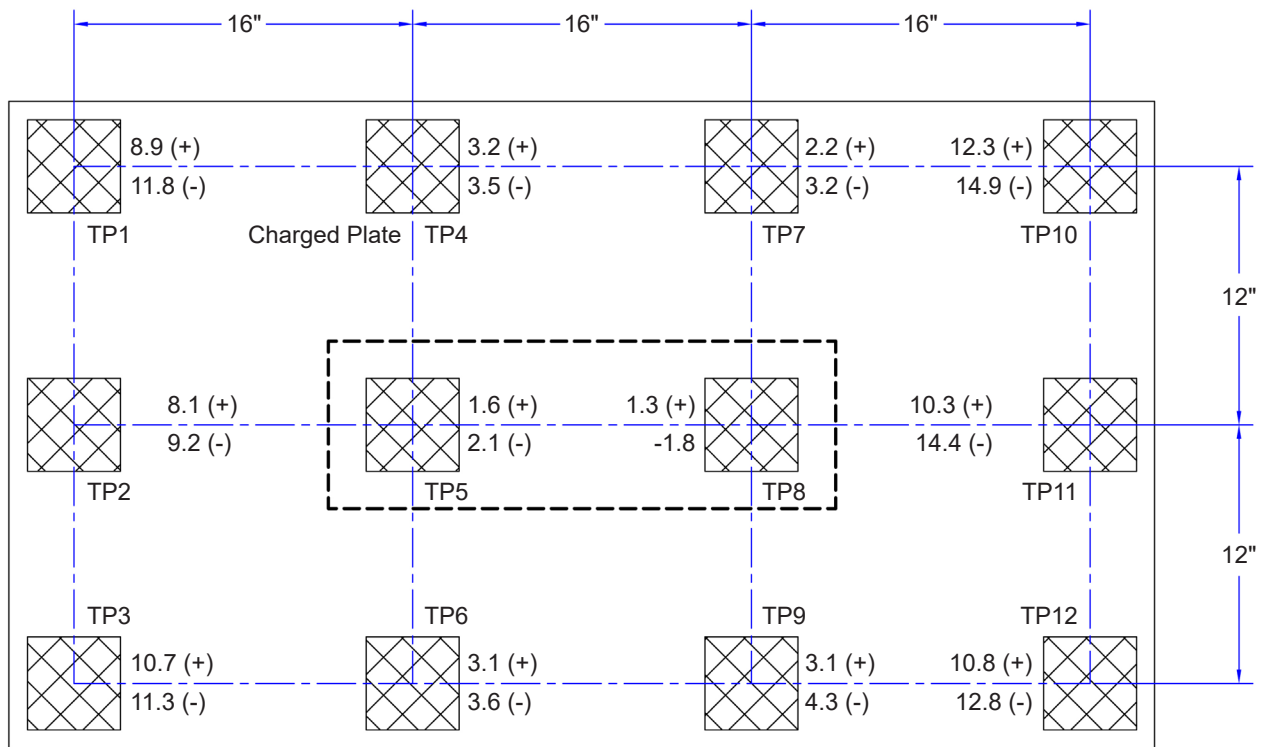 16" 16" 16"
8.9 (+) 3.2 (+) 2.2 (+) 12.3 (+)
11.8 (-) 3.5 (-) 3.2 (-) 14.9 (-)
TP1 Charged Plate TP4 TP7 TP10
12"
8.1 (+) 1.6 (+) 1.3 (+) 10.3 (+)
9.2 (-) 2.1 (-) -1.8 14.4 (-)
TP2 TP5 TP8 TP11
12"
TP3 TP6 TP9 TP12
10.7 (+) 3.1 (+) 3.1 (+) 10.8 (+)
11.3 (-) 3.6 (-) 4.3 (-) 12.8 (-)